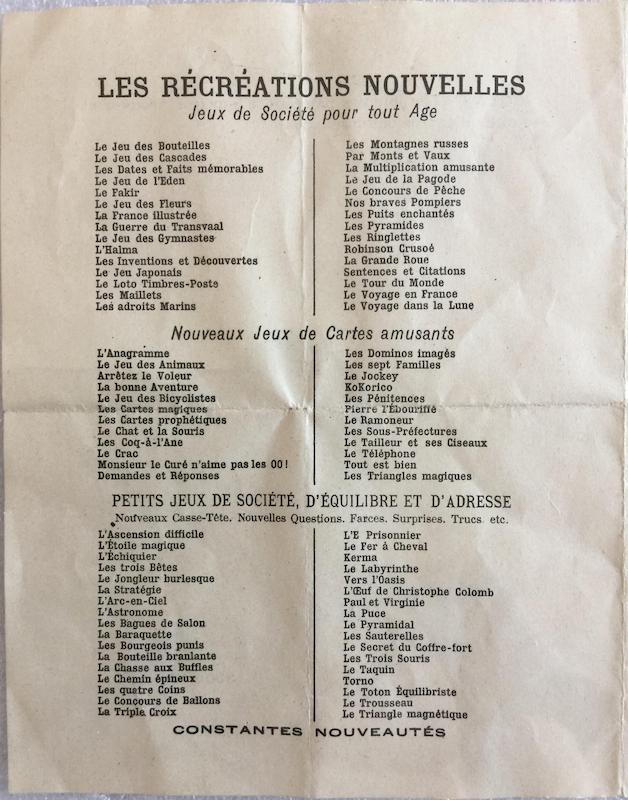 LES RÉCRÉATIONS NOUVELLES
Jeux de Société pour tout Age
Le Jeu des Bouteilles
Le Jeu des Cascades
Les Dates et Faits mémorables
Le Jeu de l'Eden
Le Fakir
Le Jeu des Fleurs
La France illustrée
La Guerre du Transvaal
Le Jeu des Gymnastes
L'Halma
Les Inventions et Découvertes
Le Jeu Japonais
Le Loto Timbres-Poste
Les Maillets
Les adroits Marins
Les Montagnes russes
Par Monts et Vaux
La Multiplication amusante
Le Jeu de la Pagode
Le Concours de Pêche
Nos braves Pompiers
Les Puits enchantés
Les Pyramides
Les Ringlettes
Robinson Crusoé
La Grande Roue
Sentences et Citations
Le Tour du Monde
Le Voyage en France
Le Voyage dans la Lune
Nouveaux Jeux de Cartes amusants
L'Anagramme
Le Jeu des Animaux
Arrêtez le Voleur
La bonne Aventure
Le Jeu des Bicyclistes
Les Cartes magiques
Les Cartes prophétiques
Le Chat et la Souris
Les Coq-à-l'Ane
Le Crac
Monsieur le Curé n'aime pas les OO!
Demandes et Réponses
Les Dominos imagés
Les sept Familles
Le Jockey
KoKorico
Les Pénitences
Pierre l'Ébouriffé
Le Ramoneur
Les Sous-Préfectures
Le Tailleur et ses Ciseaux
Le Téléphone
Tout est bien
Les Triangles magiques
PETITS JEUX DE SOCIÉTÉ, D'ÉQUILIBRE ET D'ADRESSE
Nouveaux Casse-Tête. Nouvelles Questions. Farces. Surprises. Trucs etc.
L'Ascension difficile
L'Étoile magique
L'Échiquier
Les trois Bêtes
Le Jongleur burlesque
La Stratégie
L'Arc-en-Ciel
L'Astronome
Les Bagues de Salon
La Baraquette
Les Bourgeois punis
La Bouteille branlante
La Chasse aux Buffles
Le Chemin épineux
Les quatre Coins
Le Concours de Ballons
La Triple Croix
L'E Prisonnier
Le Fer à Cheval
Kerma
Le Labyrinthe
Vers l'Oasis
L'Œuf de Christophe Colomb
Paul et Virginie
La Puce
Le Pyramidal
Les Sauterelles
Le Secret du Coffre-fort
Les Trois Souris
Le Taquin
Torno
Le Toton Équilibriste
Le Trousseau
Le Triangle magnétique
CONSTANTES NOUVEAUTÉS